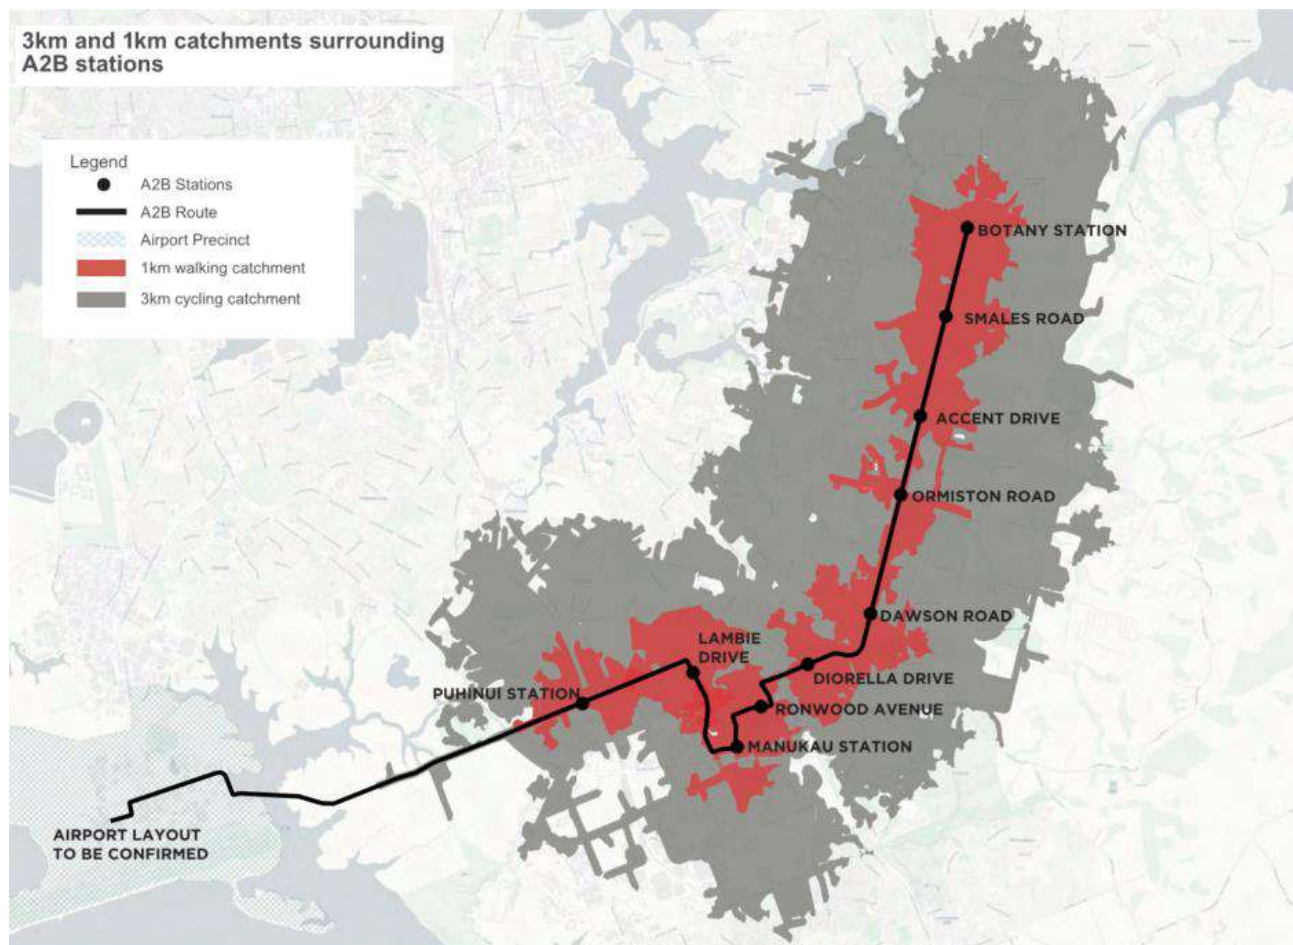 3km and 1km catchments surrounding
A2B stations
Legend
A2B Stations
A2B Route
Airport Precinct
1km walking catchment
3km cycling catchment
BOTANY STATION
SMALES ROAD
ACCENT DRIVE
ORMISTON ROAD
DAWSON ROAD
LAMBIE
DRIVE
DIORELLA DRIVE
PUHINUI STATION
RONWOOD AVENUE
MANUKAU STATION
AIRPORT LAYOUT
TO BE CONFIRMED